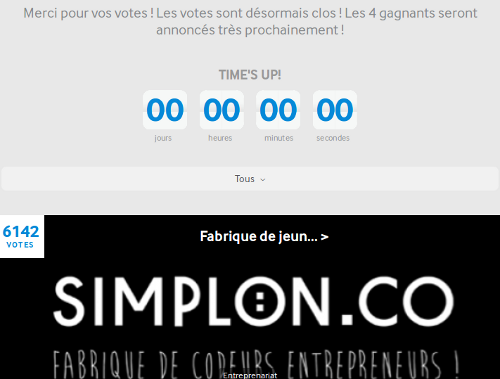 Merci pour vos votes ! Les votes sont désormais clos ! Les 4 gagnants seront
annoncés très prochainement !
TIME'S UP!
00 00 00 00
jours heures minutes secondes
Tous
6142
VOTES
Fabrique de jeun... >
SIMPLON.CO
FABRIQUE DE CODEURS ENTREPRENEURS !
Entreprenariat